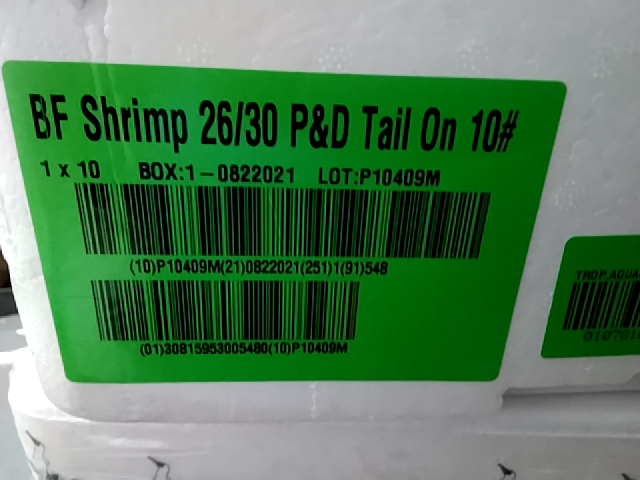 BF Shrimp 26/30 P&D Tail On 10#
1 x 10 BOX:1-0822021 LOT:P10409M
(10)P10409M(21)0822021(251)1(91)548
(01)30815953005480(10)P10409M
TROP.AQUA